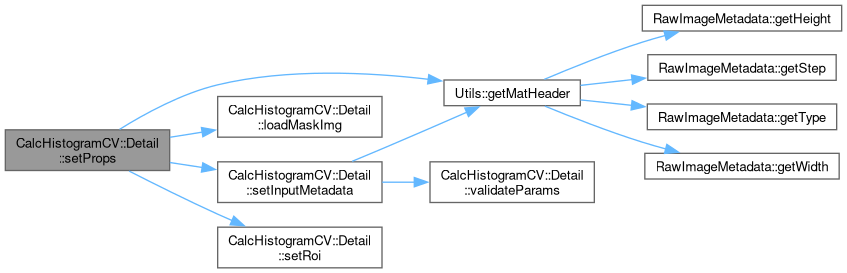 CalcHistogramCV::Detail
::setProps
CalcHistogramCV::Detail
::loadMaskImg
CalcHistogramCV::Detail
::setInputMetadata
CalcHistogramCV::Detail
::setRoi
Utils::getMatHeader
CalcHistogramCV::Detail
::validateParams
RawImageMetadata::getHeight
RawImageMetadata::getStep
RawImageMetadata::getType
RawImageMetadata::getWidth